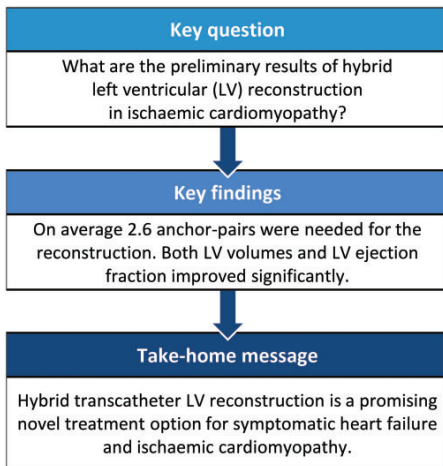 Key question
What are the preliminary results of hybrid
left ventricular (LV) reconstruction
in ischaemic cardiomyopathy?
Key findings
On average 2.6 anchor-pairs were needed for the
reconstruction. Both LV volumes and LV ejection
fraction improved significantly.
Take-home message
Hybrid transcatheter LV reconstruction is a promising
novel treatment option for symptomatic heart failure
and ischaemic cardiomyopathy.